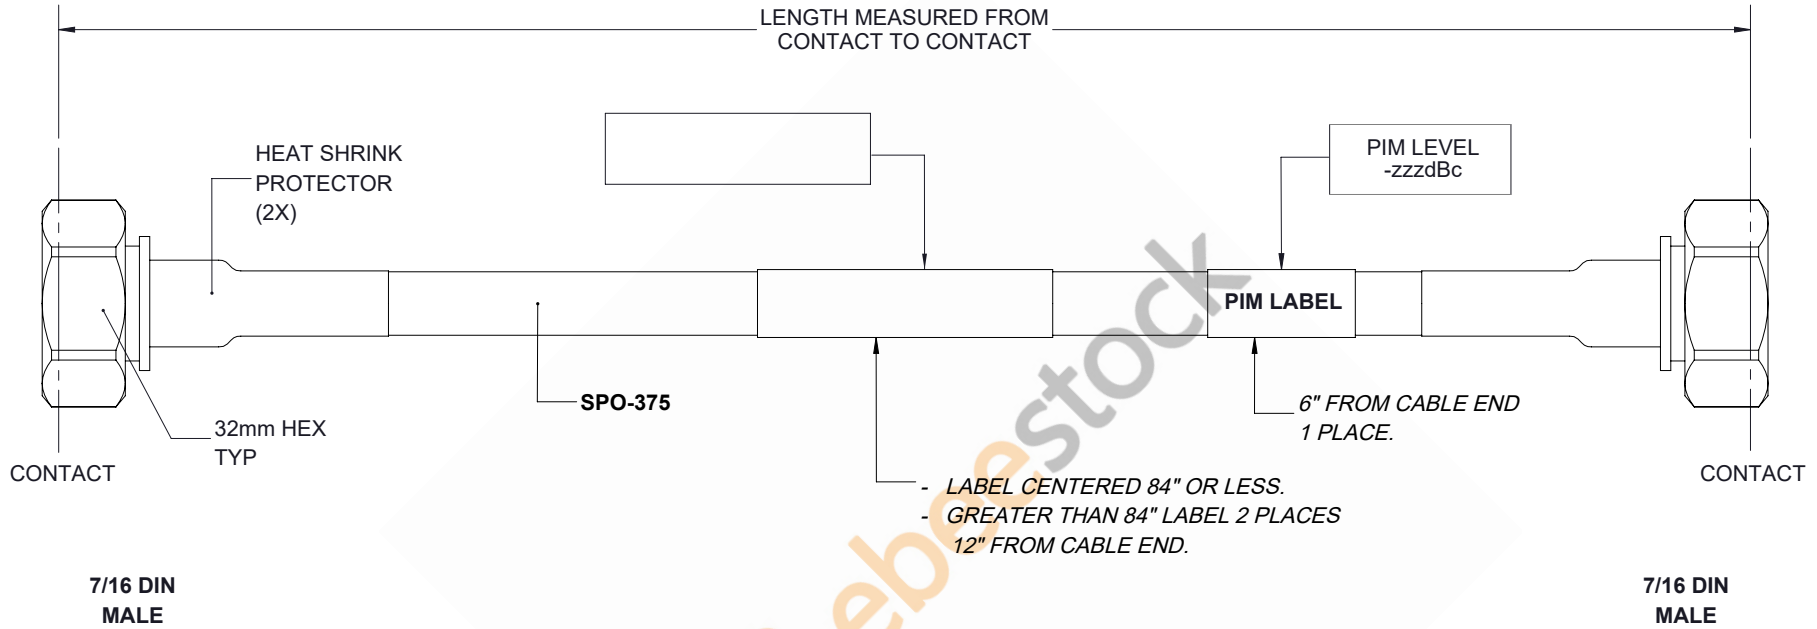 LENGTH MEASURED FROM
CONTACT TO CONTACT
HEAT SHRINK
PROTECTOR
(2X)
PIM LEVEL
-zzzdBc
PIM LABEL
SPO-375
6" FROM CABLE END
1 PLACE.
32mm HEX
TYP
CONTACT
CONTACT
- LABEL CENTERED 84" OR LESS.
- GREATER THAN 84" LABEL 2 PLACES
12" FROM CABLE END.
7/16 DIN
MALE
7/16 DIN
MALE
ebeestock